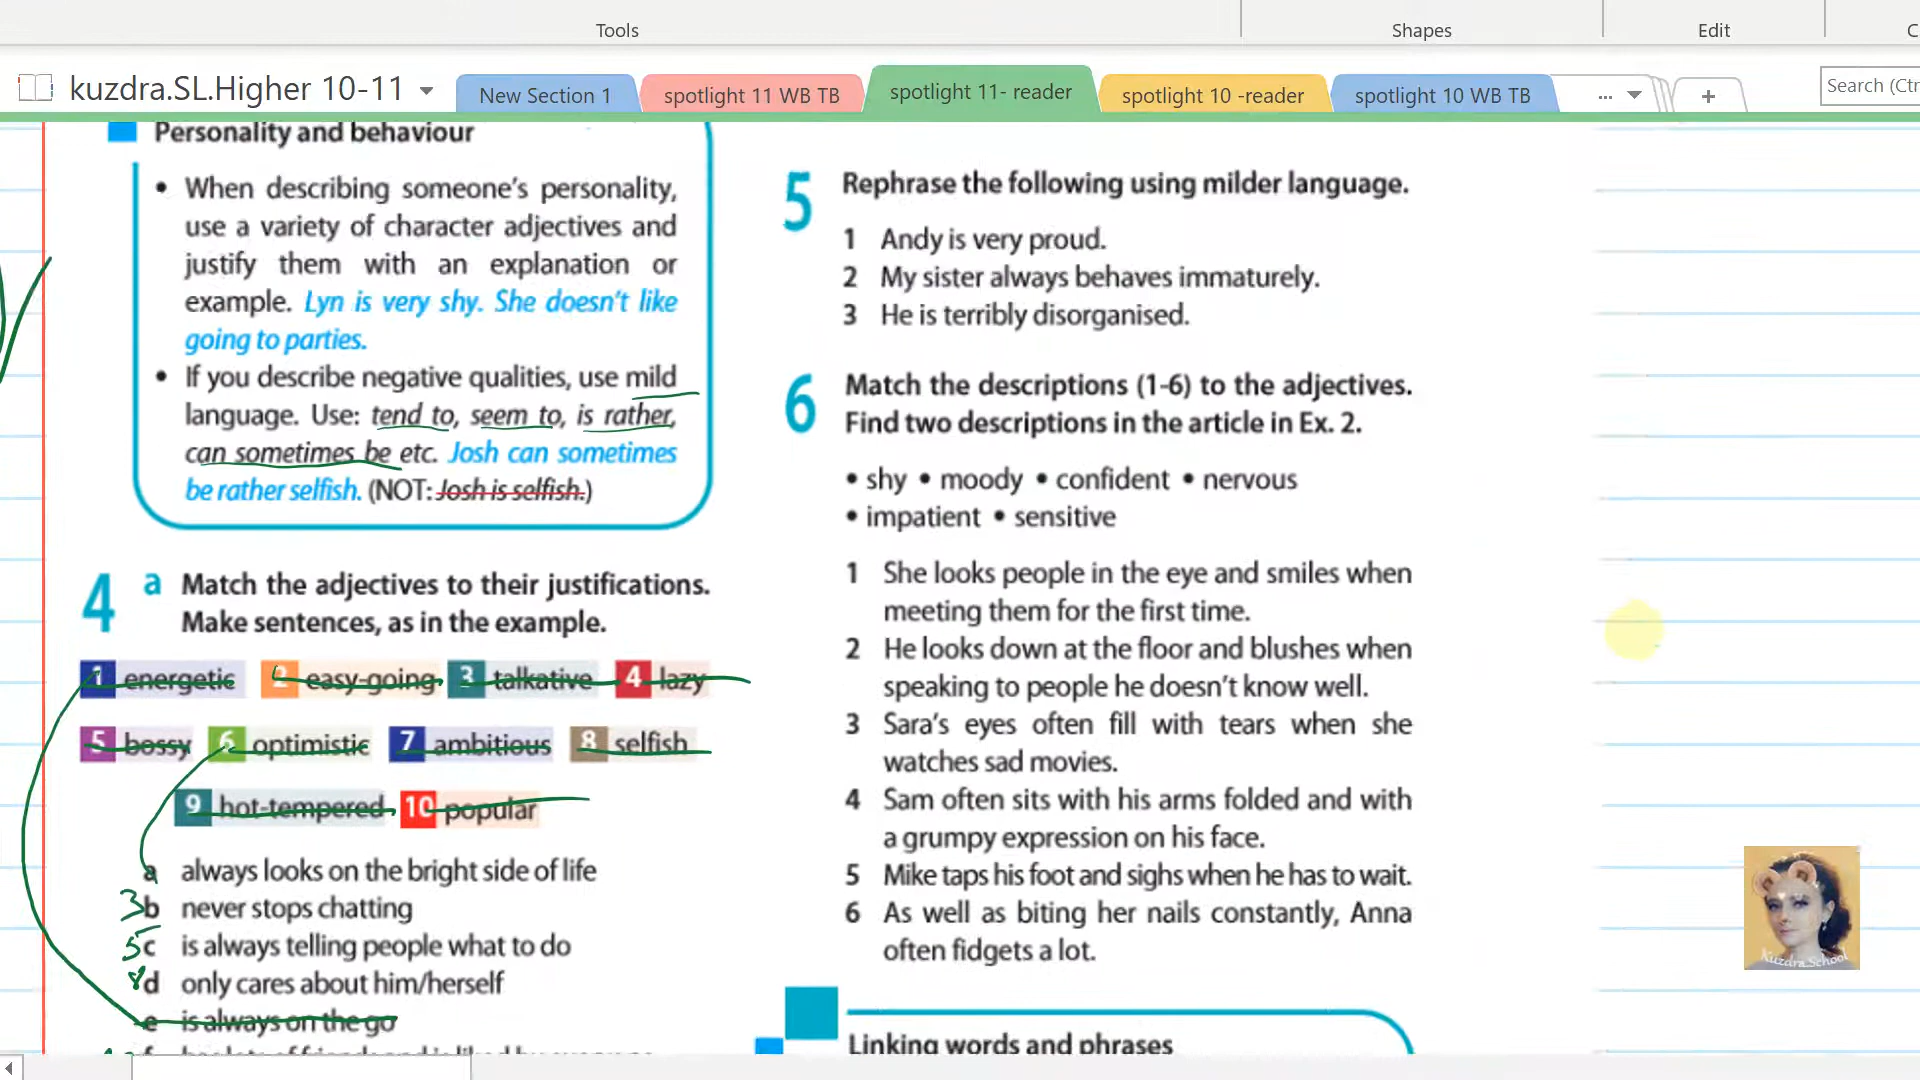 Tools
Shapes
Edit
kuzdra.SL.Higher 10-11
New Section 1
spotlight 11 WB TB
spotlight 11- reader
spotlight 10 -reader
spotlight 10 WB TB
...
+
Search (Ctr
Personality and behaviour
• When describing someone's personality,
use a variety of character adjectives and
justify them with an explanation or
example. Lyn is very shy. She doesn't like
going to parties.
• If you describe negative qualities, use mild
language. Use: tend to, seem to, is rather,
can sometimes be etc. Josh can sometimes
be rather selfish. (NOT: Josh is selfish.)
4 a Match the adjectives to their justifications.
Make sentences, as in the example.
1 energetic 2 easy-going 3 talkative 4 lazy
5 bossy 6 optimistic 7 ambitious 8 selfish
9 hot-tempered 10 popular
a always looks on the bright side of life
3 b never stops chatting
5 c is always telling people what to do
8 d only cares about him/herself
e is always on the go
5 Rephrase the following using milder language.
1 Andy is very proud.
2 My sister always behaves immaturely.
3 He is terribly disorganised.
6 Match the descriptions (1-6) to the adjectives.
Find two descriptions in the article in Ex. 2.
• shy • moody • confident • nervous
• impatient • sensitive
1 She looks people in the eye and smiles when
meeting them for the first time.
2 He looks down at the floor and blushes when
speaking to people he doesn't know well.
3 Sara's eyes often fill with tears when she
watches sad movies.
4 Sam often sits with his arms folded and with
a grumpy expression on his face.
5 Mike taps his foot and sighs when he has to wait.
6 As well as biting her nails constantly, Anna
often fidgets a lot.
Linking words and phrases
Kuzdra.School